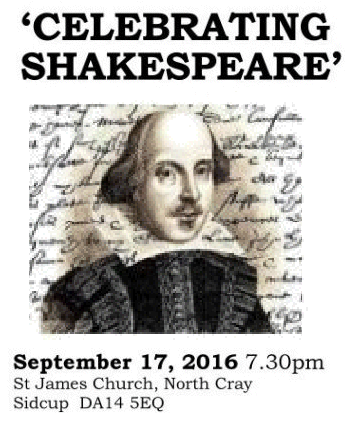 ‘CELEBRATING
SHAKESPEARE’
September 17, 2016 7.30pm
St James Church, North Cray
Sidcup DA14 5EQ